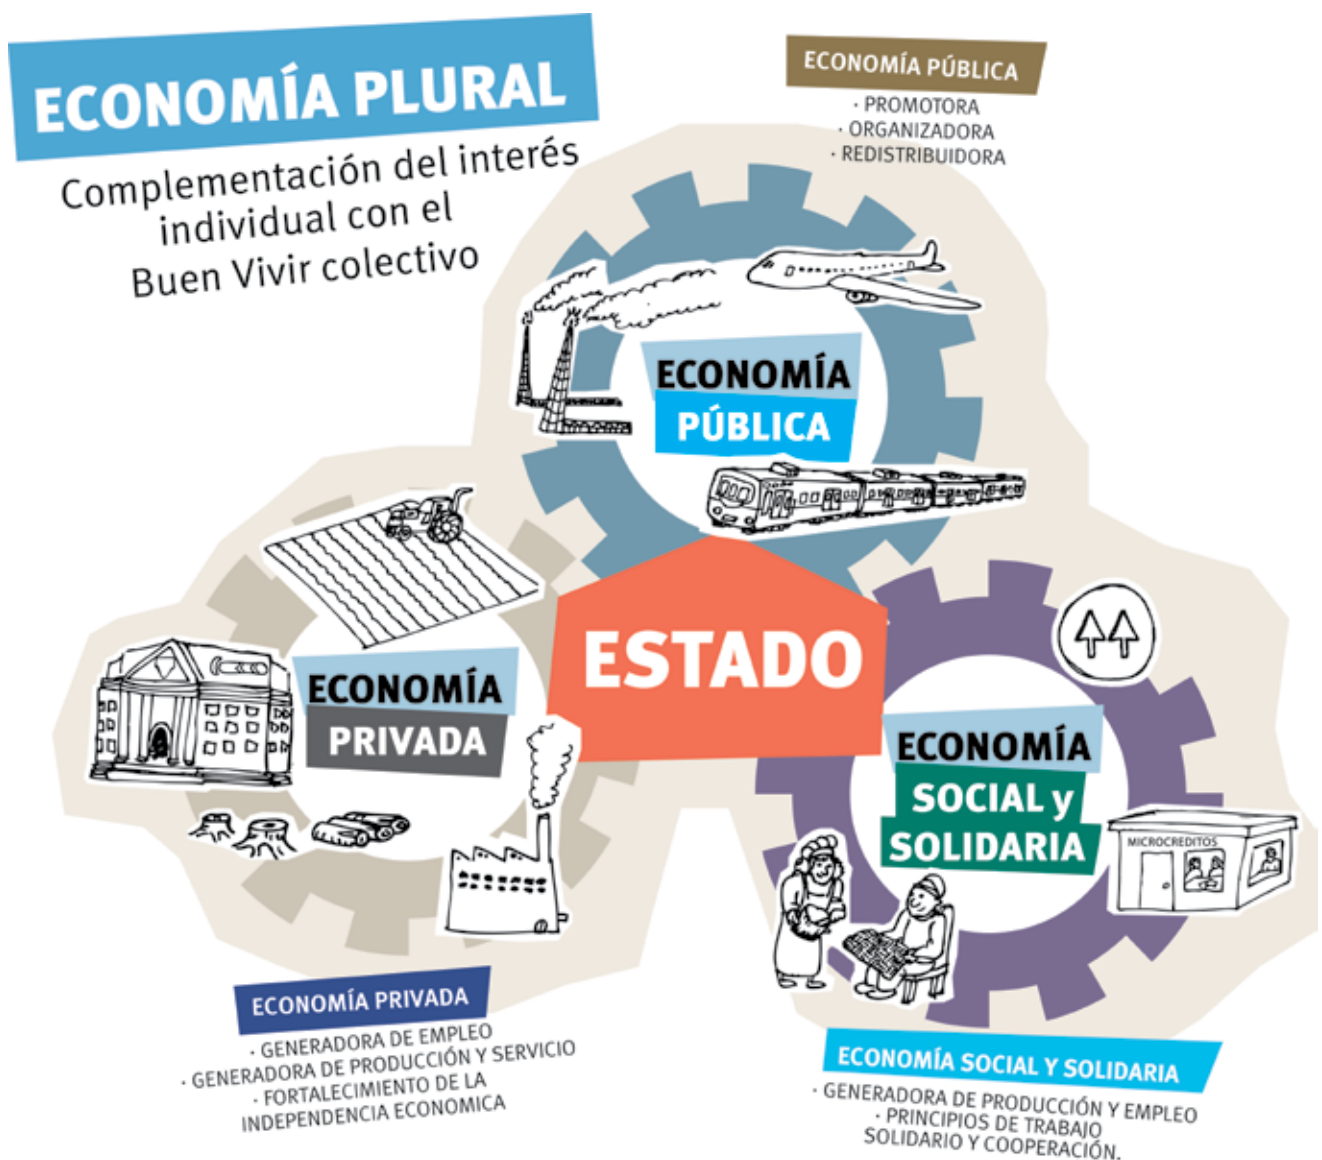 ECONOMÍA PLURAL
Complementación del interés
individual con el
Buen Vivir colectivo
ECONOMÍA PÚBLICA
· PROMOTORA
· ORGANIZADORA
· REDISTRIBUIDORA
ECONOMÍA
PÚBLICA
ESTADO
ECONOMÍA
PRIVADA
ECONOMÍA
SOCIAL y
SOLIDARIA
MICROCREDITOS
ECONOMÍA PRIVADA
· GENERADORA DE EMPLEO
· GENERADORA DE PRODUCCIÓN Y SERVICIO
· FORTALECIMIENTO DE LA
INDEPENDENCIA ECONOMICA
ECONOMÍA SOCIAL Y SOLIDARIA
· GENERADORA DE PRODUCCIÓN Y EMPLEO
· PRINCIPIOS DE TRABAJO
SOLIDARIO Y COOPERACIÓN.